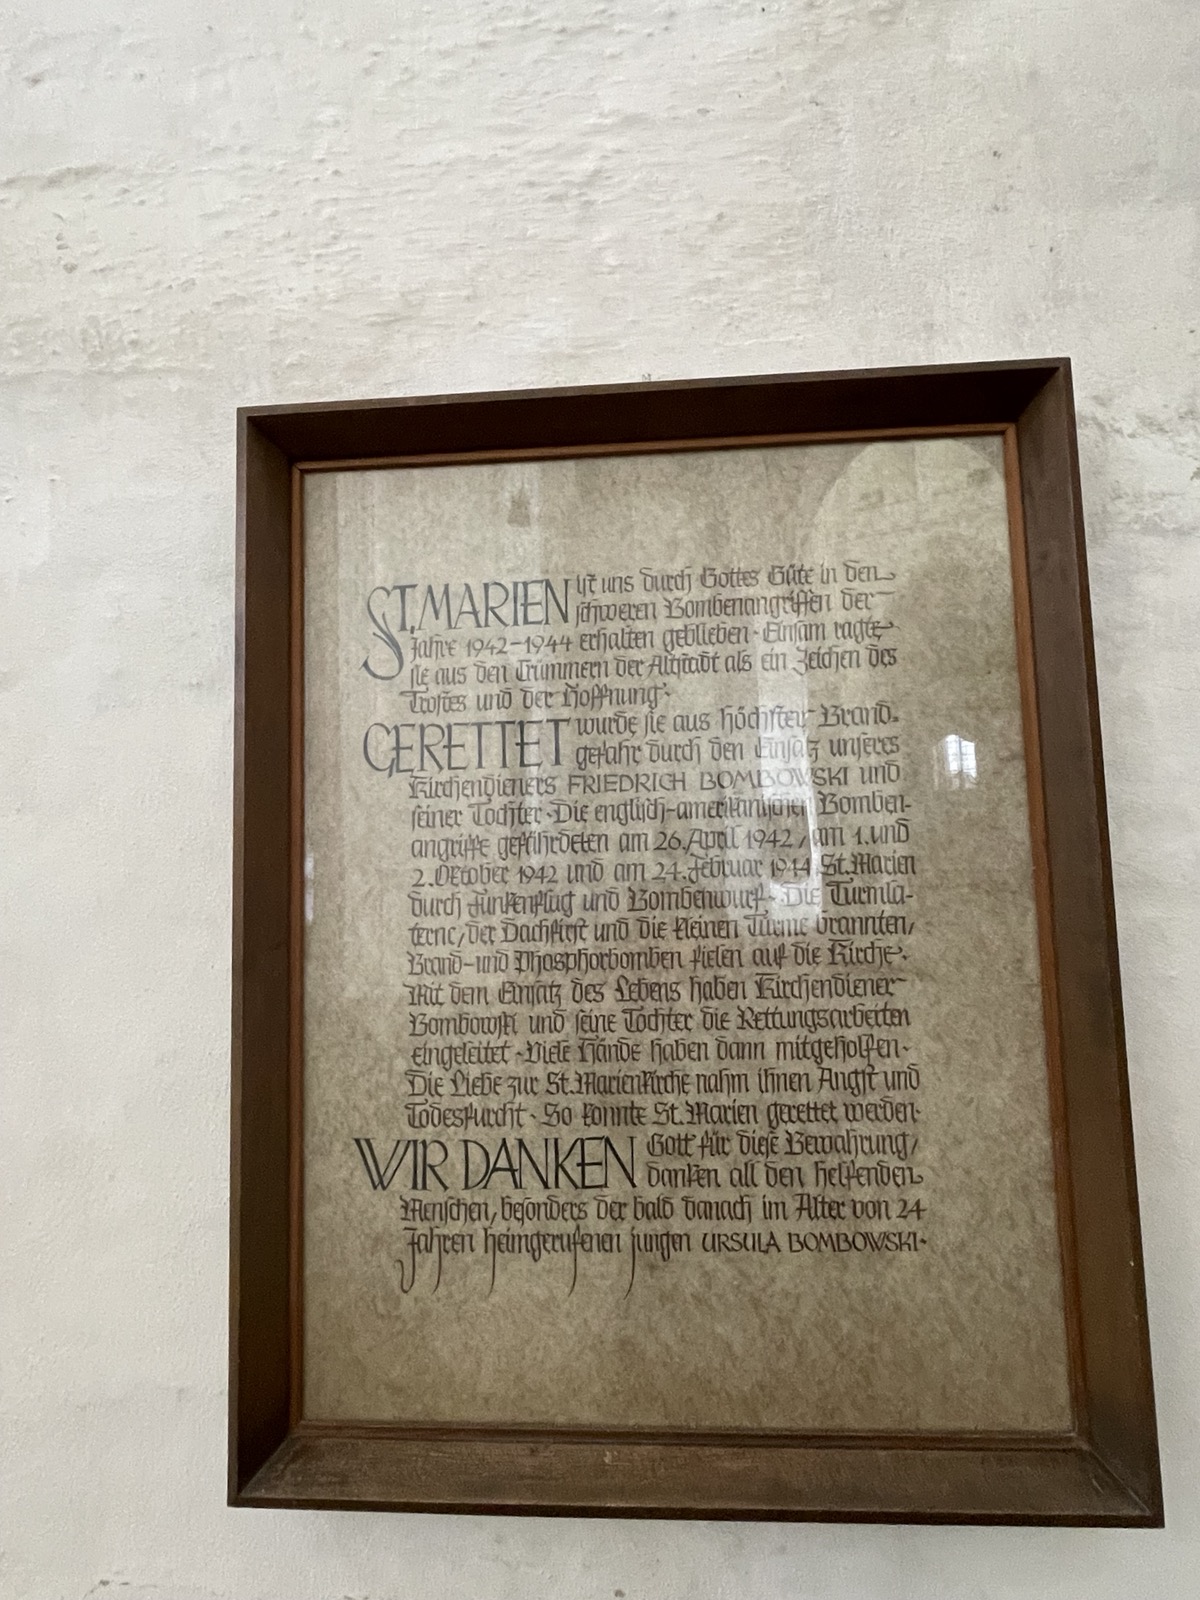 ST. MARIEN ist uns durch Gottes Güte in den
schweren Bombenangriffen der
Jahre 1942-1944 erhalten geblieben · Einsam ragte
sie aus den Trümmern der Altstadt als ein Zeichen des
Trostes und der Hoffnung ·
GERETTET wurde sie aus höchster Brand-
gefahr durch den Einsatz unseres
Kirchendieners FRIEDRICH BOMBOWSKI und
seiner Tochter · Die englisch-amerikanischen Bomben-
angriffe gefährdeten am 26. April 1942, am 1. und
2. Oktober 1942 und am 24. Februar 1944 St. Marien
durch Funkenflug und Bombenwurf · Die Turmla-
terne, der Dachfirst und die kleinen Türme brannten,
Brand- und Phosphorbomben fielen auf die Kirche ·
Mit dem Einsatz des Lebens haben Kirchendiener
Bombowski und seine Tochter die Rettungsarbeiten
eingeleitet · Viele Hände haben dann mitgeholfen ·
Die Liebe zur St. Marienkirche nahm ihnen Angst und
Todesfurcht · So konnte St. Marien gerettet werden ·
WIR DANKEN Gott für diese Bewahrung,
danken all den helfenden
Menschen, besonders der bald danach im Alter von 24
Jahren heimgerufenen jungen URSULA BOMBOWSKI ·